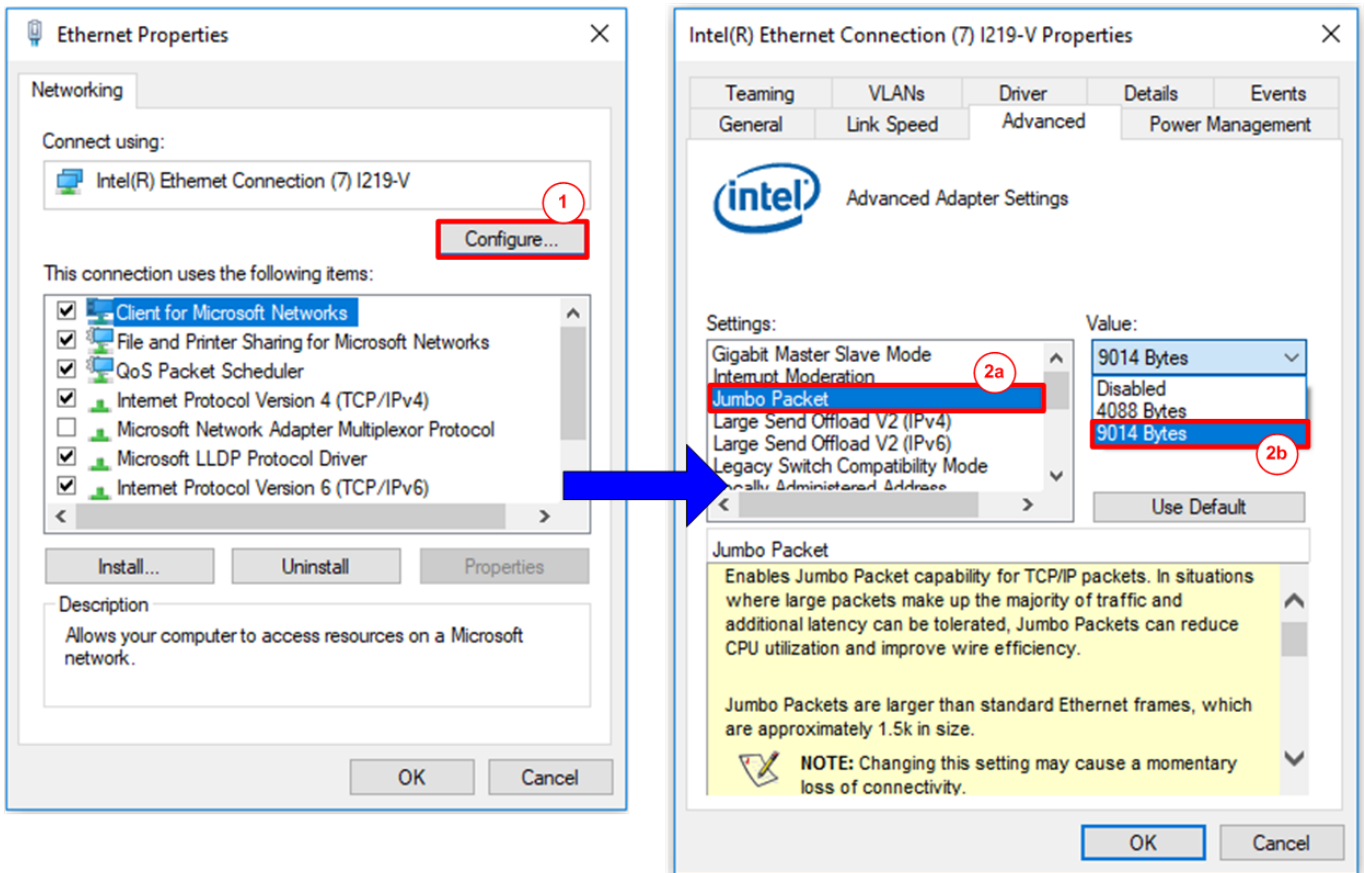 Ethernet Properties
Networking
Connect using:
Intel(R) Ethernet Connection (7) I219-V
1
Configure...
This connection uses the following items:
Client for Microsoft Networks
File and Printer Sharing for Microsoft Networks
QoS Packet Scheduler
Internet Protocol Version 4 (TCP/IPv4)
Microsoft Network Adapter Multiplexor Protocol
Microsoft LLDP Protocol Driver
Internet Protocol Version 6 (TCP/IPv6)
Install...
Uninstall
Properties
Description
Allows your computer to access resources on a Microsoft
network.
OK
Cancel
Intel(R) Ethernet Connection (7) I219-V Properties
Teaming
VLANs
Driver
Details
Events
General
Link Speed
Advanced
Power Management
intel
Advanced Adapter Settings
Settings:
Gigabit Master Slave Mode
Interrupt Moderation
2a
Jumbo Packet
Large Send Offload V2 (IPv4)
Large Send Offload V2 (IPv6)
Legacy Switch Compatibility Mode
Locally Administered Address
Value:
9014 Bytes
Disabled
4088 Bytes
9014 Bytes
2b
Use Default
Jumbo Packet
Enables Jumbo Packet capability for TCP/IP packets. In situations
where large packets make up the majority of traffic and
additional latency can be tolerated, Jumbo Packets can reduce
CPU utilization and improve wire efficiency.
Jumbo Packets are larger than standard Ethernet frames, which
are approximately 1.5k in size.
NOTE: Changing this setting may cause a momentary
loss of connectivity.
OK
Cancel